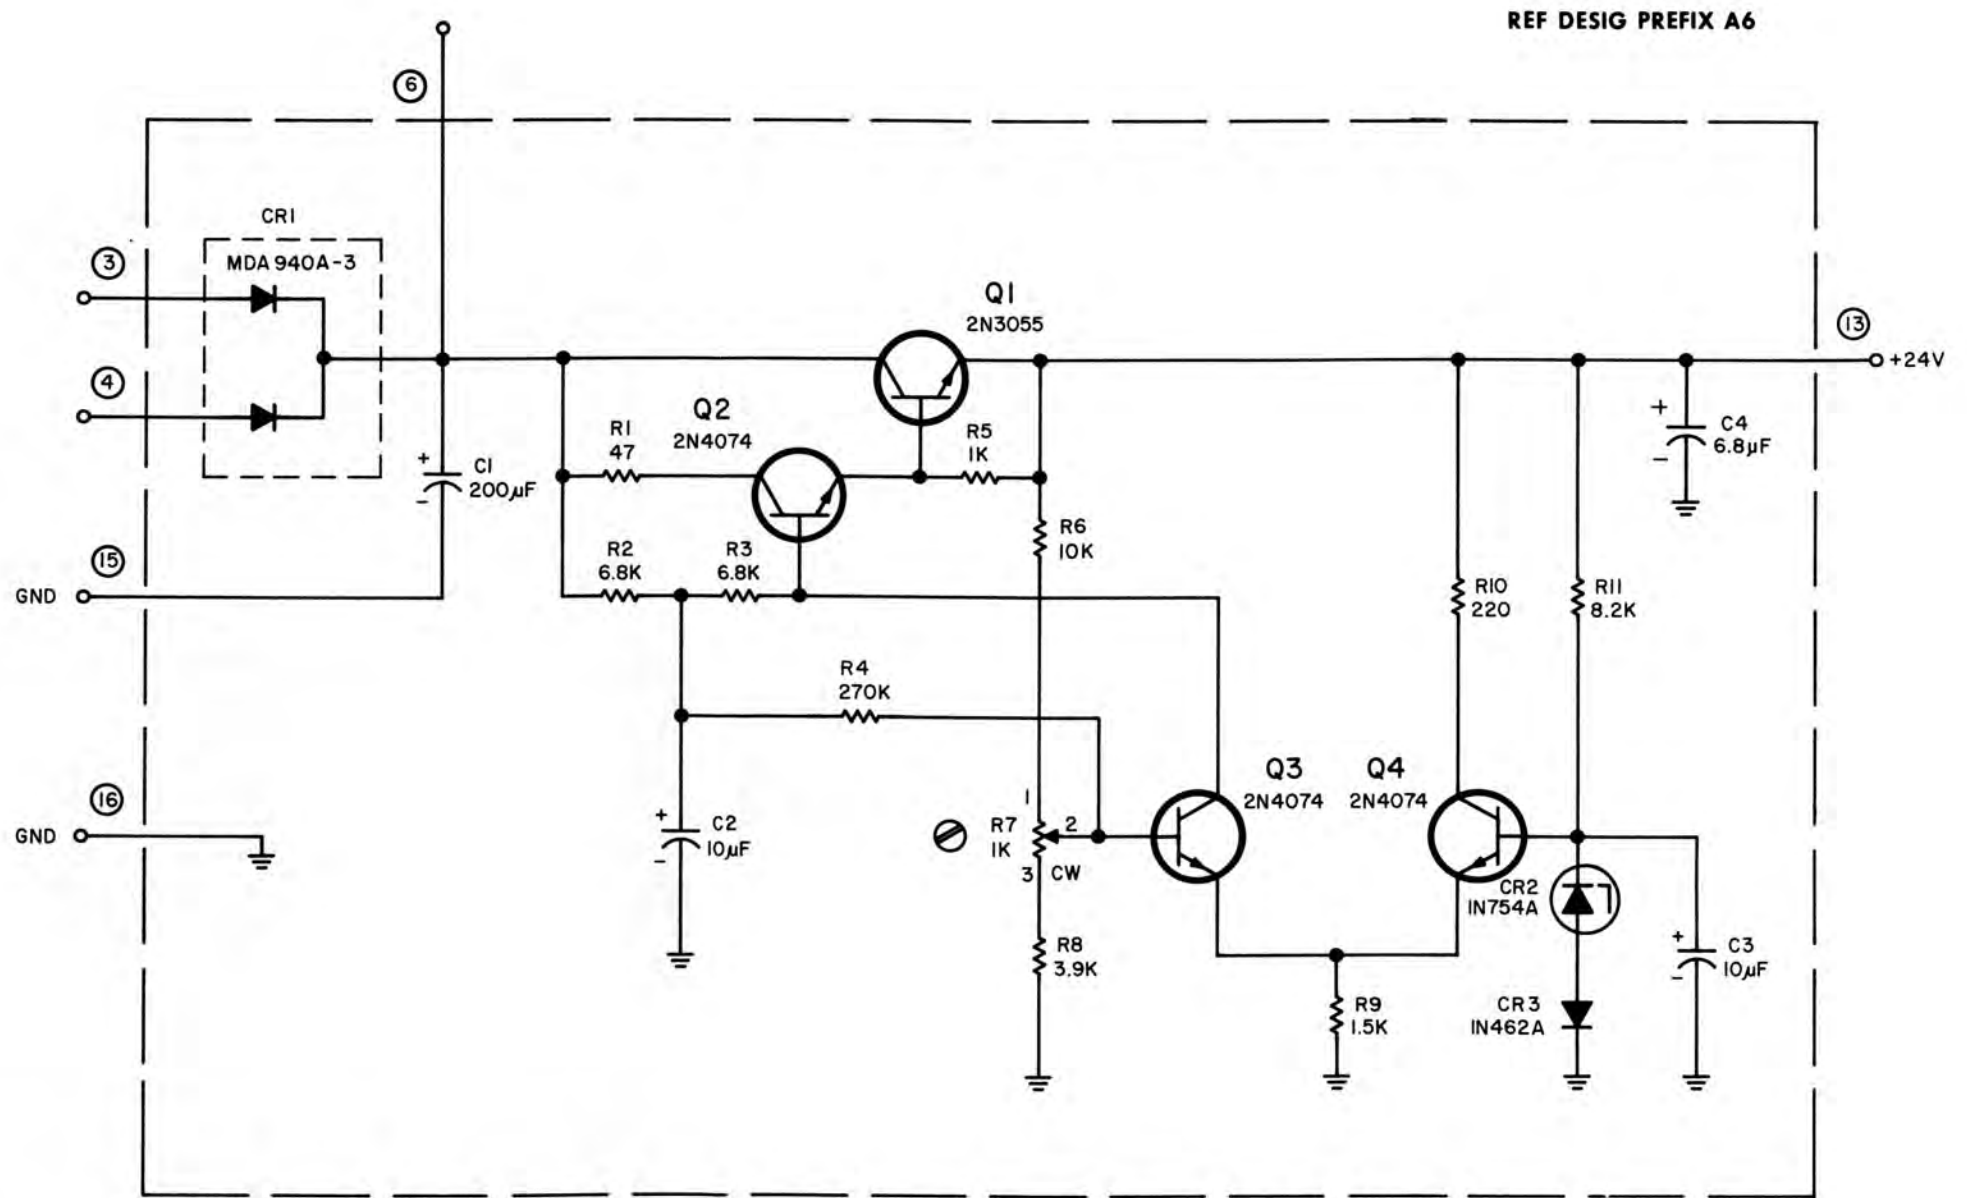 REF DESIG PREFIX A6
6
CR1
MDA 940A-3
3
4
Q1
2N3055
13
+24V
Q2
2N4074
R1
47
R5
1K
C1
200µF
+
-
C4
6.8µF
+
-
15
GND
R2
6.8K
R3
6.8K
R6
10K
R10
220
R11
8.2K
R4
270K
16
GND
C2
10µF
+
-
R7
1K
1
2
3
CW
Q3
2N4074
Q4
2N4074
CR2
1N754A
R8
3.9K
R9
1.5K
CR3
1N462A
C3
10µF
+
-